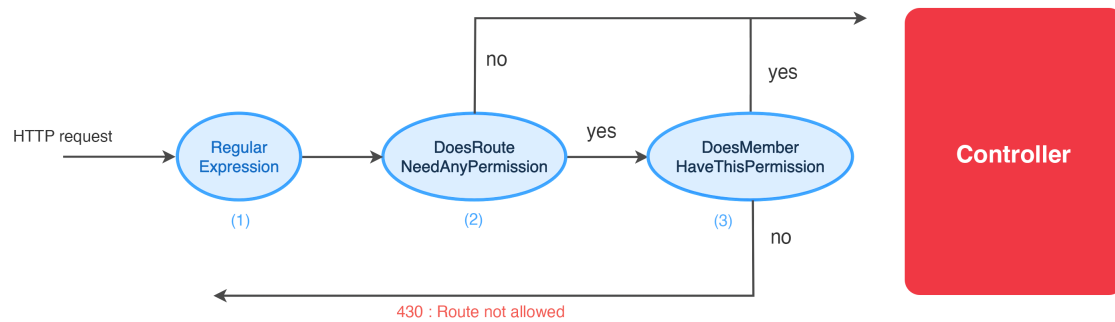 no
yes
HTTP request
Regular
Expression
DoesRoute
NeedAnyPermission
yes
DoesMember
HaveThisPermission
Controller
(1)
(2)
(3)
no
430 : Route not allowed